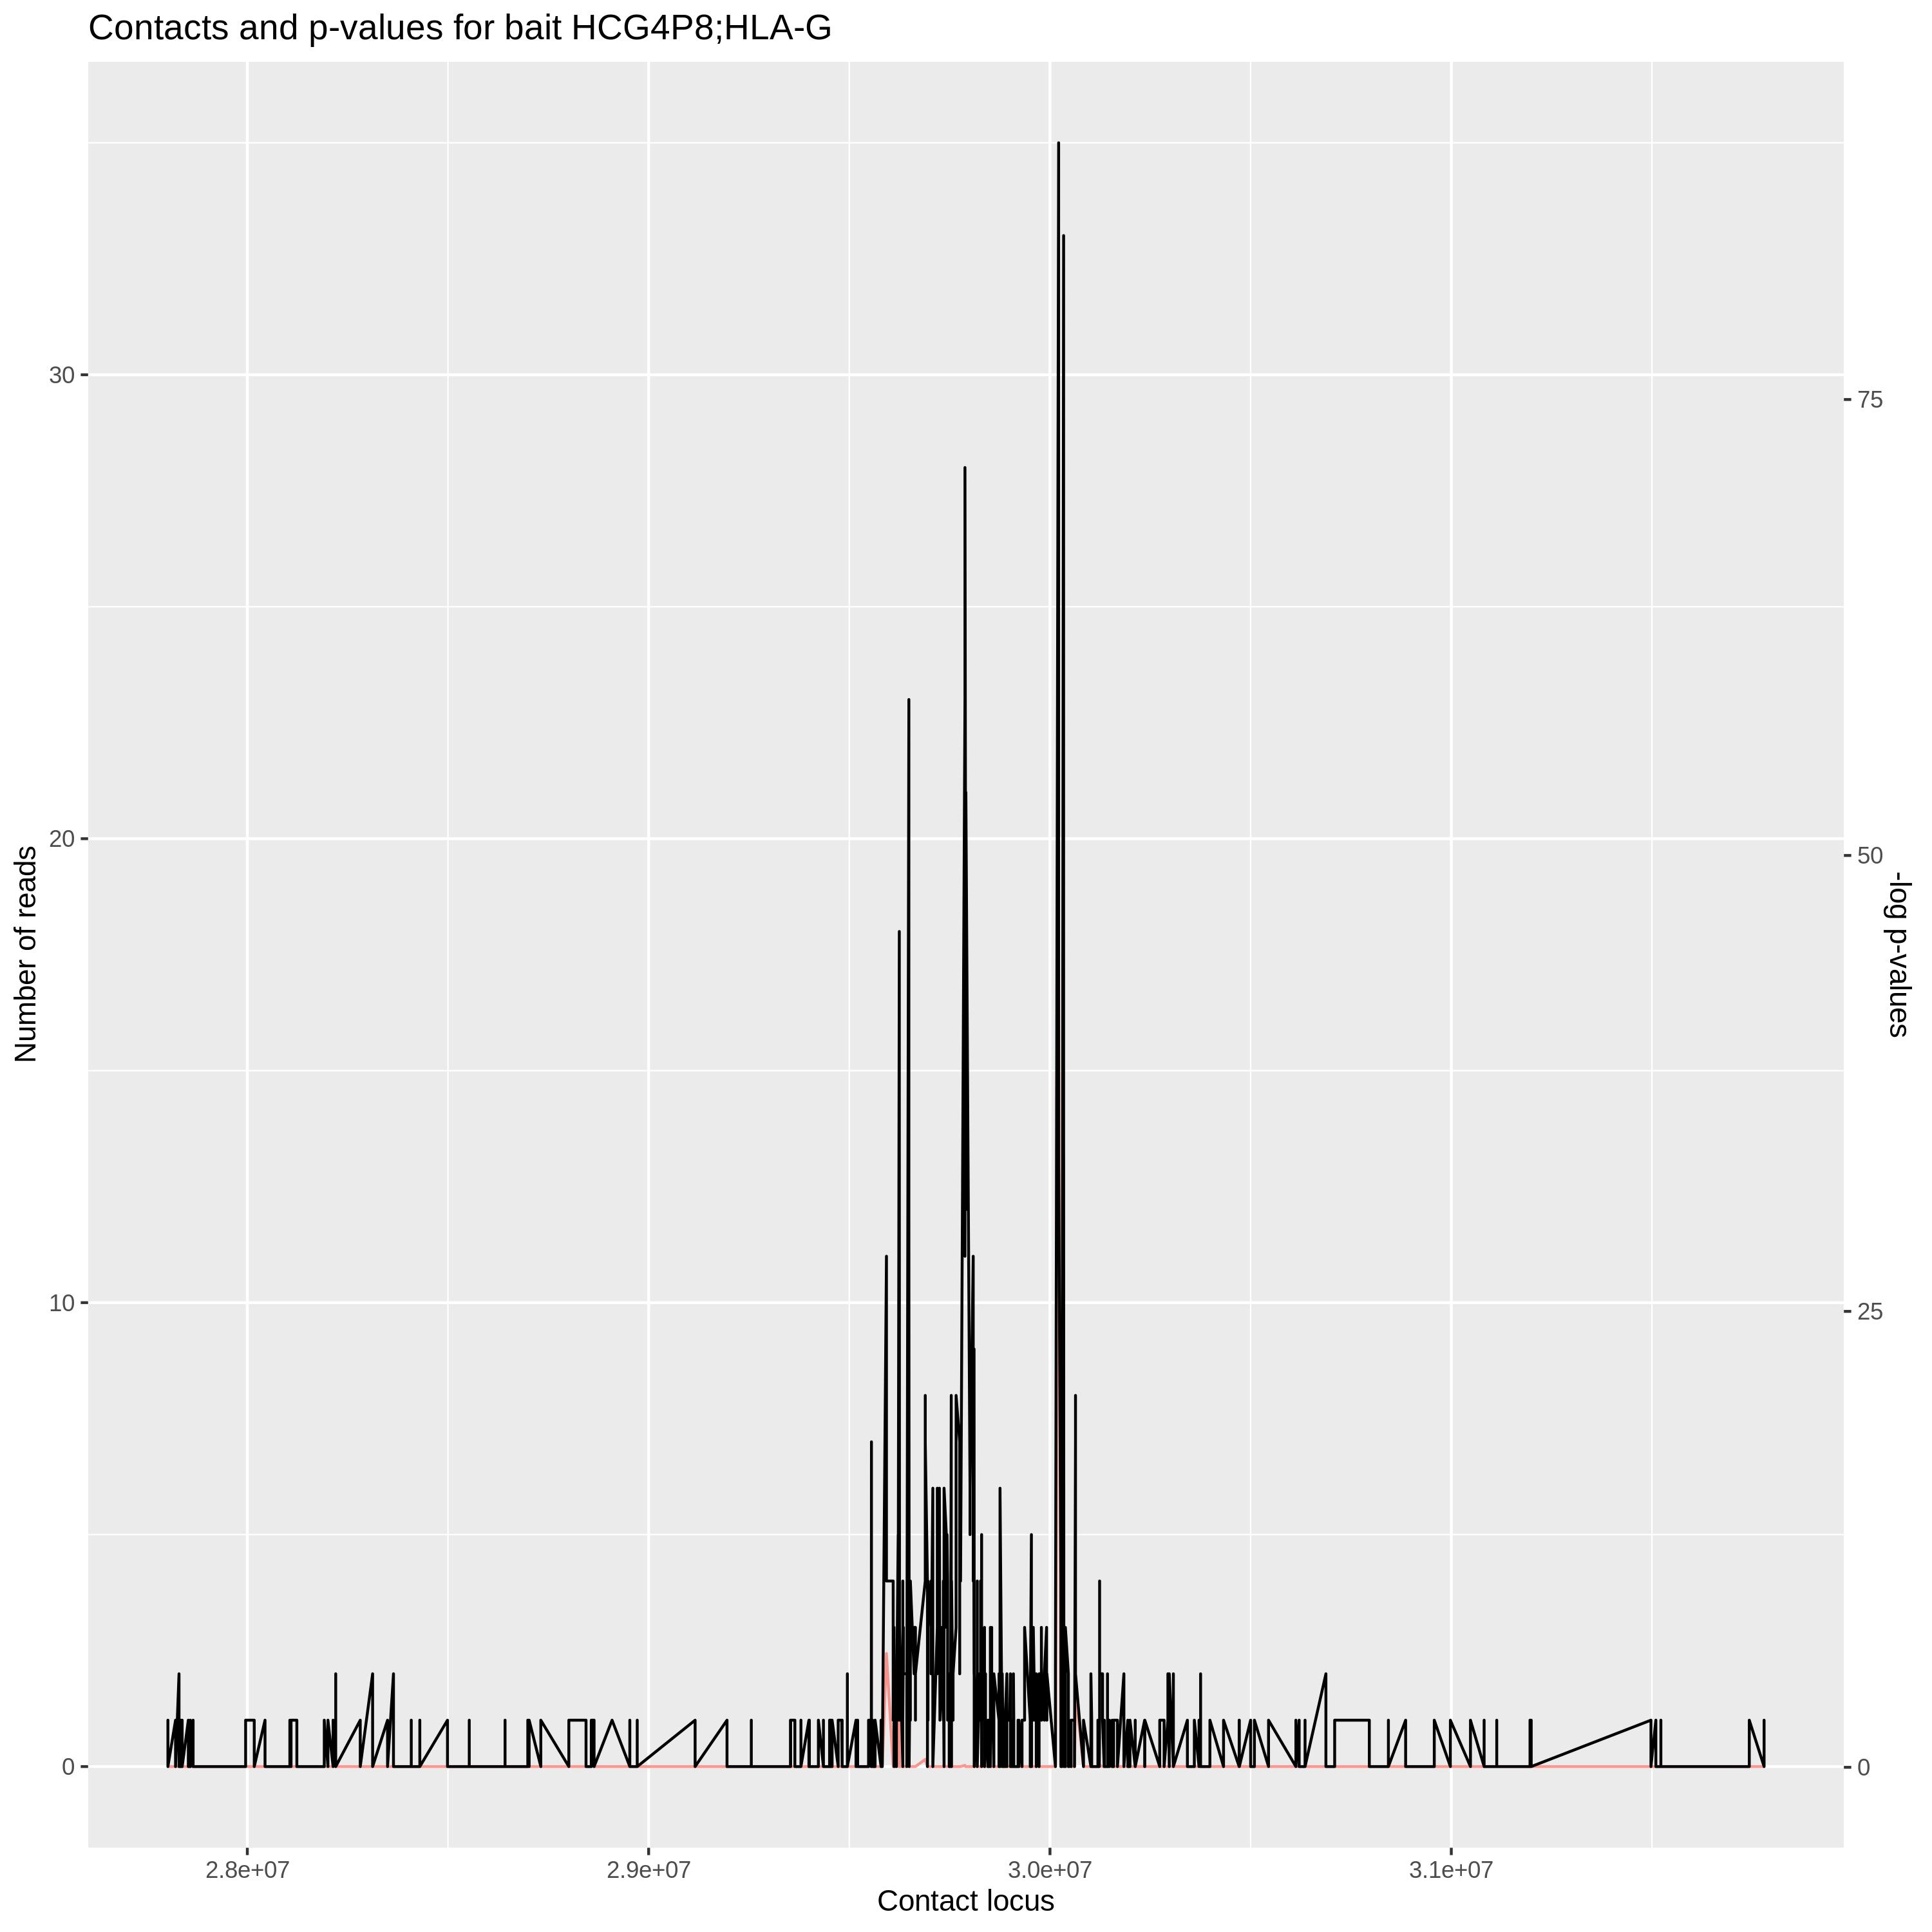 Contacts and p-values for bait HCG4P8;HLA-G
Number of reads
30
20
10
0
75
50
25
0
-log p-values
2.8e+07
2.9e+07
3.0e+07
3.1e+07
Contact locus